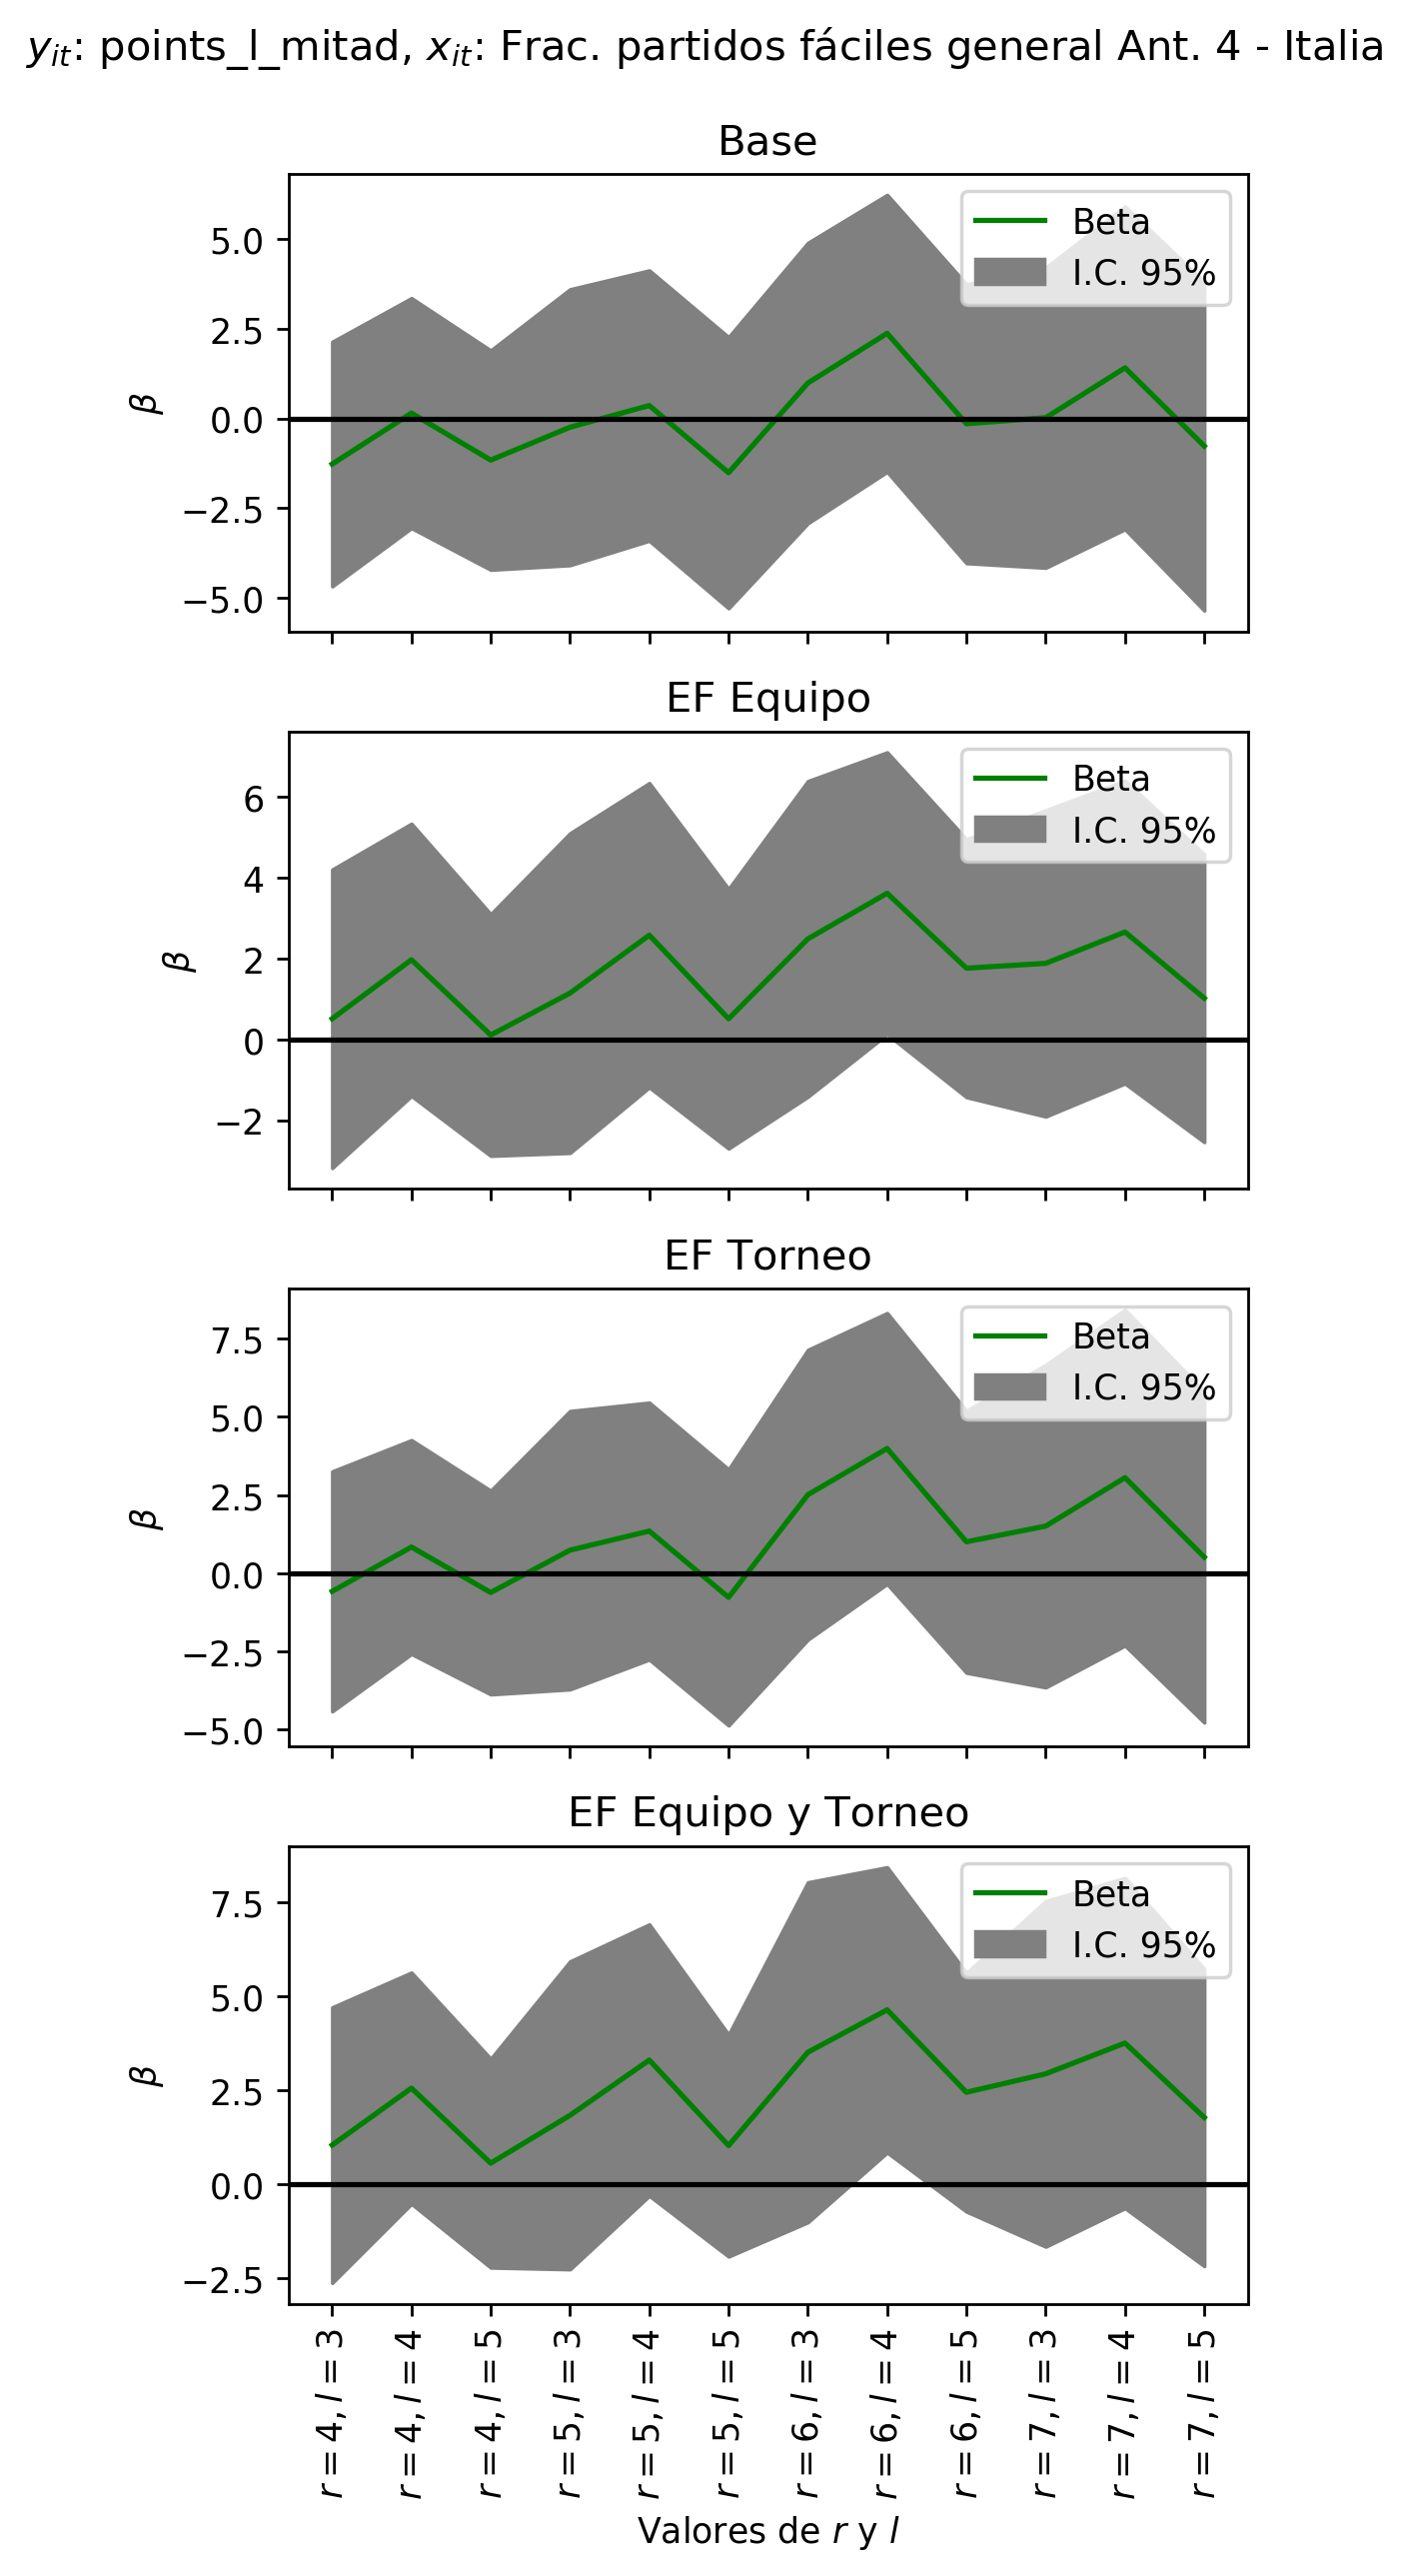 y_it: points_l_mitad, x_it: Frac. partidos fáciles general Ant. 4 - Italia
Base
Beta
I.C. 95%
5.0
2.5
0.0
−2.5
−5.0
β
EF Equipo
Beta
I.C. 95%
6
4
2
0
−2
β
EF Torneo
Beta
I.C. 95%
7.5
5.0
2.5
0.0
−2.5
−5.0
β
EF Equipo y Torneo
Beta
I.C. 95%
7.5
5.0
2.5
0.0
−2.5
β
r = 4, l = 3
r = 4, l = 4
r = 4, l = 5
r = 5, l = 3
r = 5, l = 4
r = 5, l = 5
r = 6, l = 3
r = 6, l = 4
r = 6, l = 5
r = 7, l = 3
r = 7, l = 4
r = 7, l = 5
Valores de r y l